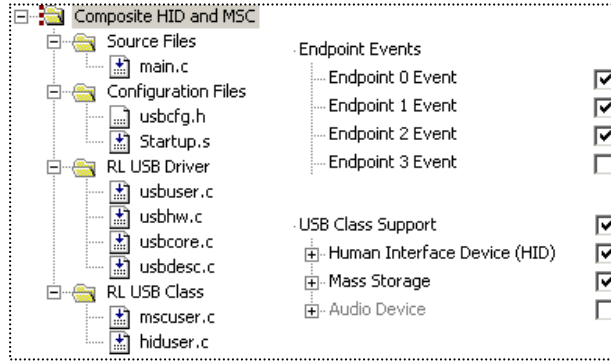 Composite HID and MSC
Source Files
main.c
Configuration Files
usbcfg.h
Startup.s
RL USB Driver
usbuser.c
usbhw.c
usbcore.c
usbdesc.c
RL USB Class
mscuser.c
hiduser.c
Endpoint Events
Endpoint 0 Event
Endpoint 1 Event
Endpoint 2 Event
Endpoint 3 Event
USB Class Support
Human Interface Device (HID)
Mass Storage
Audio Device